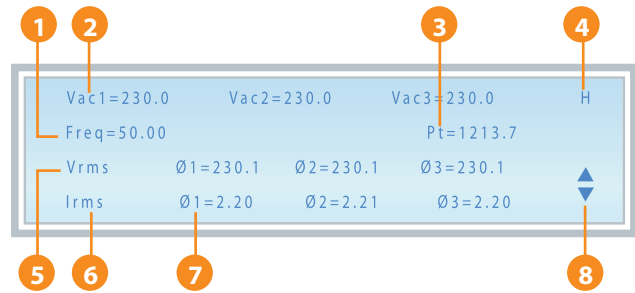 1 2 3 4
Vac1=230.0 Vac2=230.0 Vac3=230.0 H
Freq=50.00 Pt=1213.7
Vrms Ø1=230.1 Ø2=230.1 Ø3=230.1
Irms Ø1=2.20 Ø2=2.21 Ø3=2.20
5 6 7 8